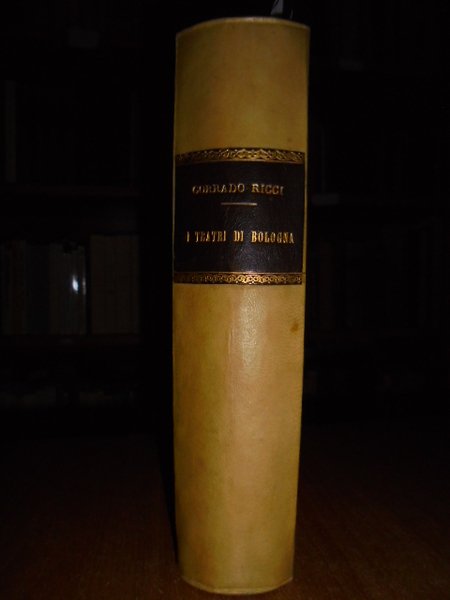 CORRADO RICCI
I TEATRI DI BOLOGNA